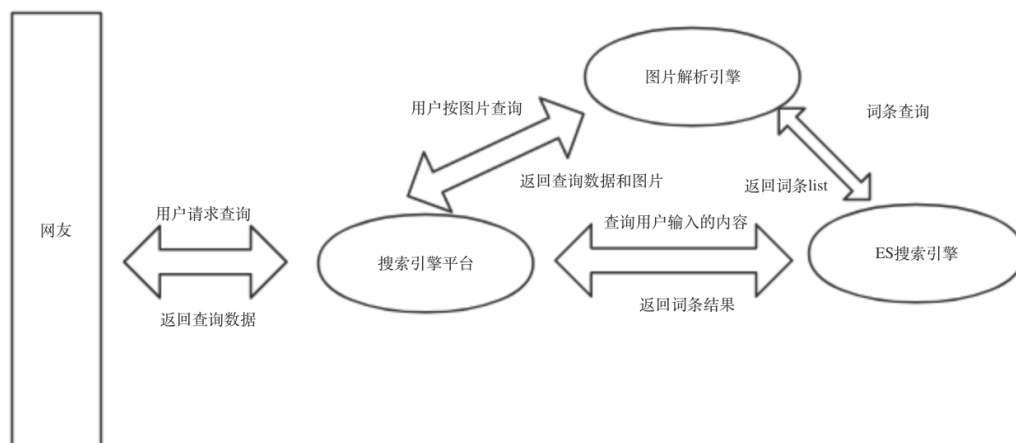 图片解析引擎
用户按图片查询
词条查询
返回查询数据和图片
返回词条list
用户请求查询
查询用户输入的内容
网友
搜索引擎平台
ES搜索引擎
返回词条结果
返回查询数据